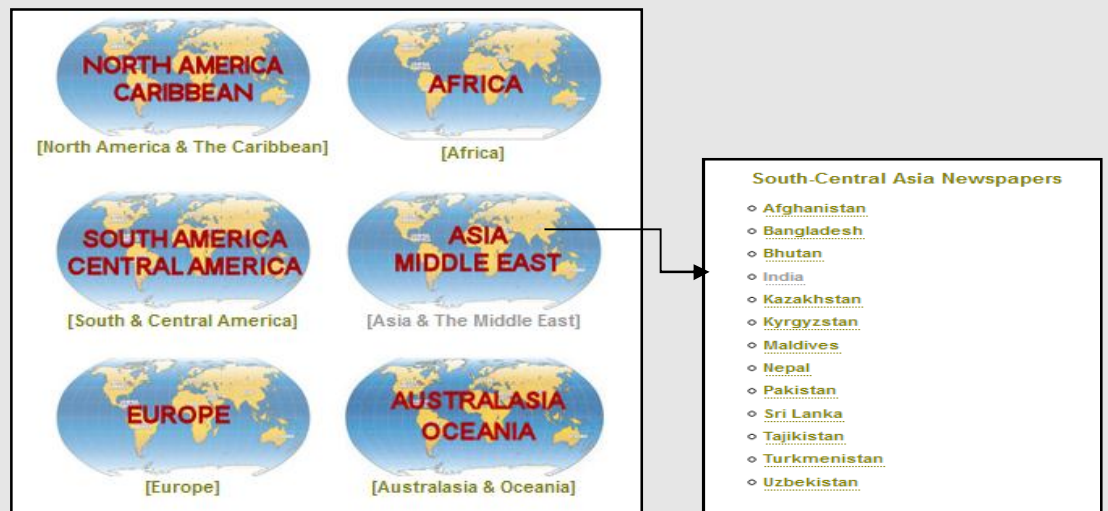 NORTH AMERICA
CARIBBEAN
[North America & The Caribbean]
AFRICA
[Africa]
SOUTH AMERICA
CENTRAL AMERICA
[South & Central America]
ASIA
MIDDLE EAST
[Asia & The Middle East]
EUROPE
[Europe]
AUSTRALASIA
OCEANIA
[Australasia & Oceania]
South-Central Asia Newspapers
Afghanistan
Bangladesh
Bhutan
India
Kazakhstan
Kyrgyzstan
Maldives
Nepal
Pakistan
Sri Lanka
Tajikistan
Turkmenistan
Uzbekistan